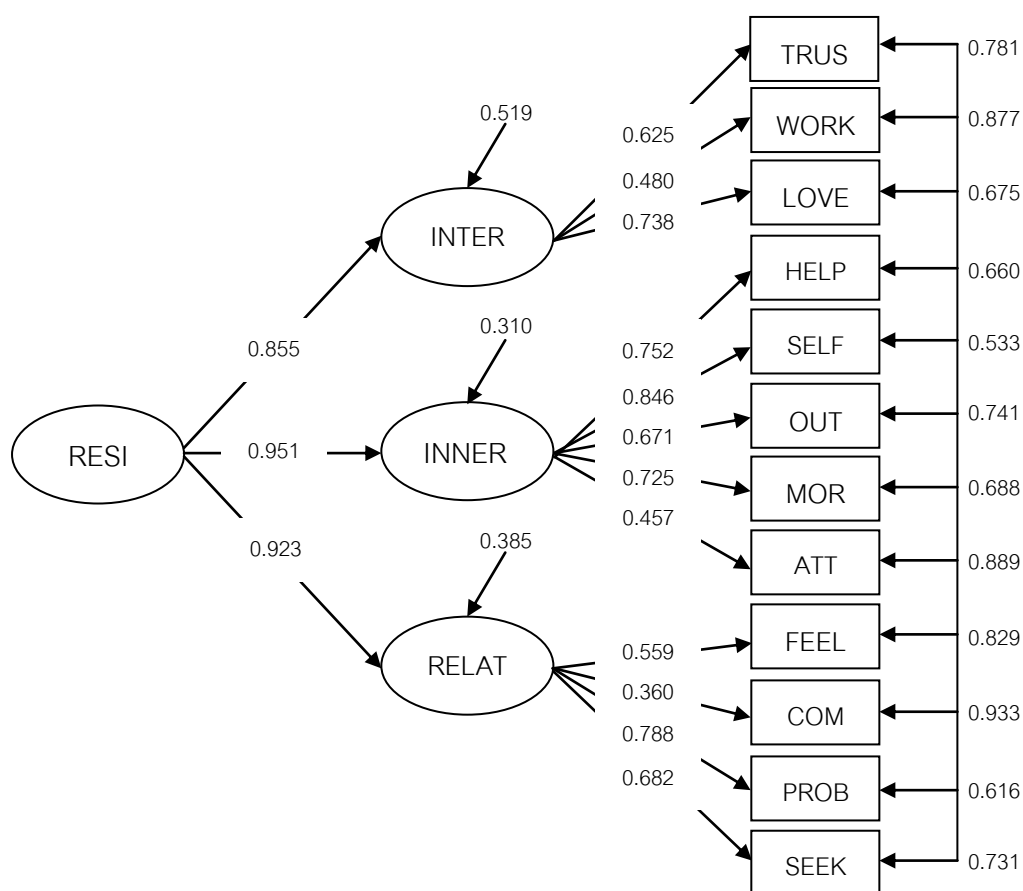 TRUS
0.781
0.519
WORK
0.877
0.625
0.480
LOVE
0.675
0.738
INTER
HELP
0.660
0.310
SELF
0.533
0.855
0.752
0.846
OUT
0.741
0.671
RESI
0.951
INNER
0.725
MOR
0.688
0.457
0.923
0.385
ATT
0.889
FEEL
0.829
0.559
RELAT
0.360
COM
0.933
0.788
0.682
PROB
0.616
SEEK
0.731